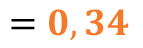 = 0,34